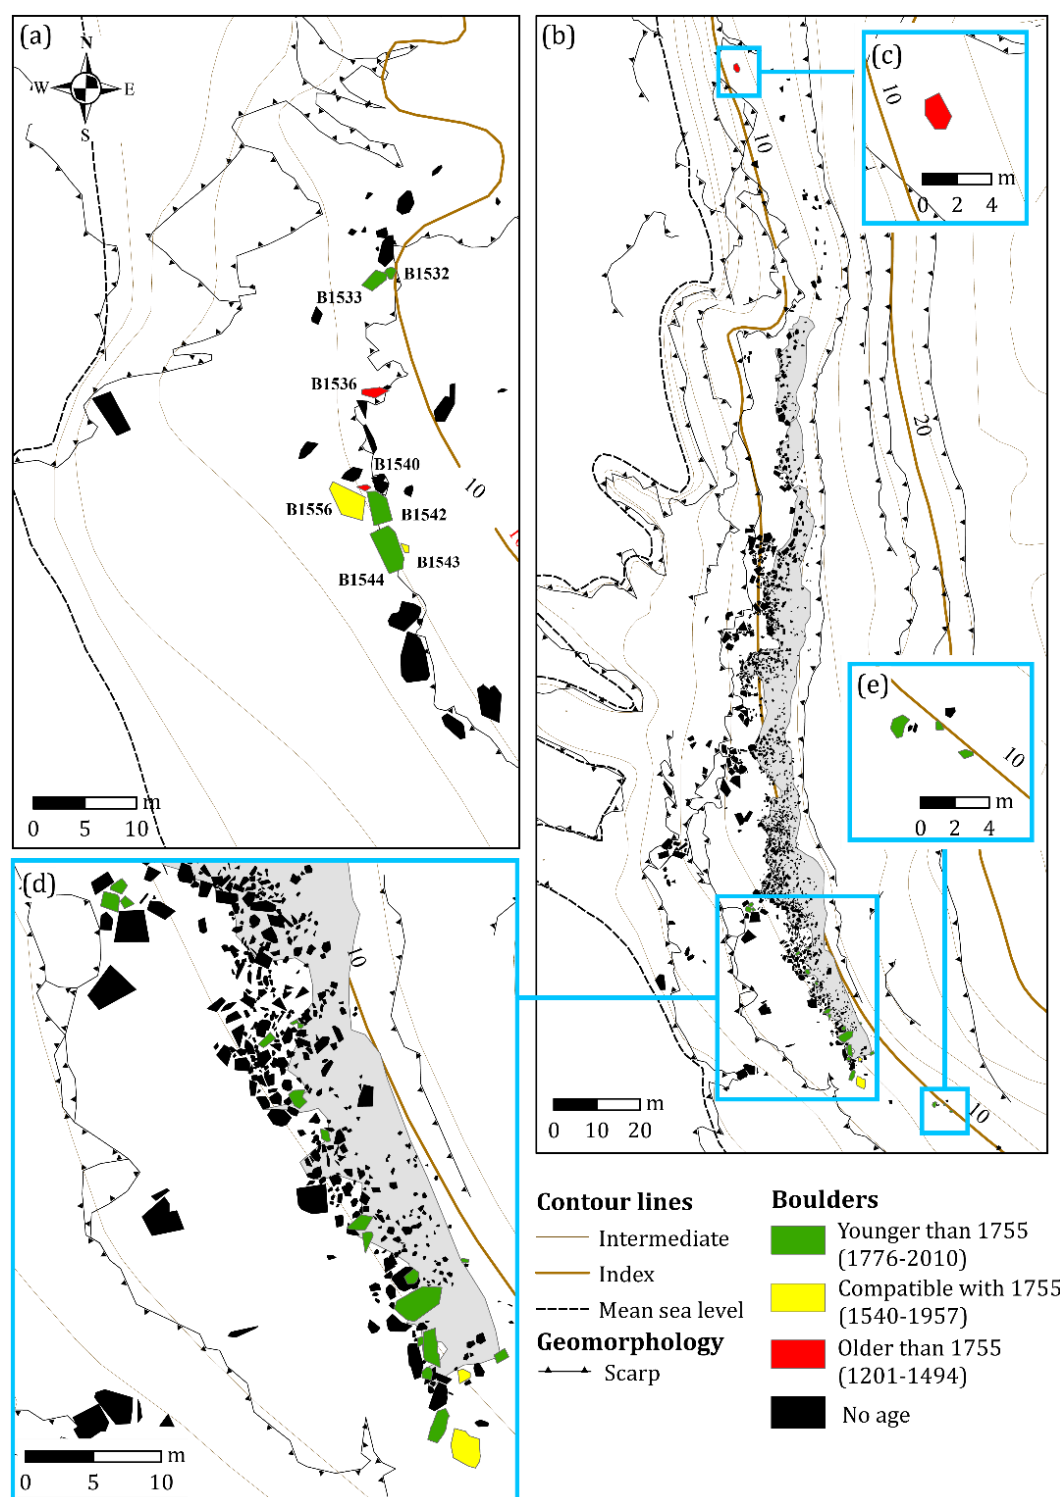 (a)
N
W E
S
B1532
B1533
B1536
B1540
B1556
B1542
B1543
B1544
10
m
0 5 10
(b)
10
20
10
m
0 10 20
(c)
10
m
0 2 4
(e)
10
m
0 2 4
(d)
10
m
0 5 10
Contour lines
Intermediate
Index
Mean sea level
Geomorphology
Scarp
Boulders
Younger than 1755
(1776-2010)
Compatible with 1755
(1540-1957)
Older than 1755
(1201-1494)
No age